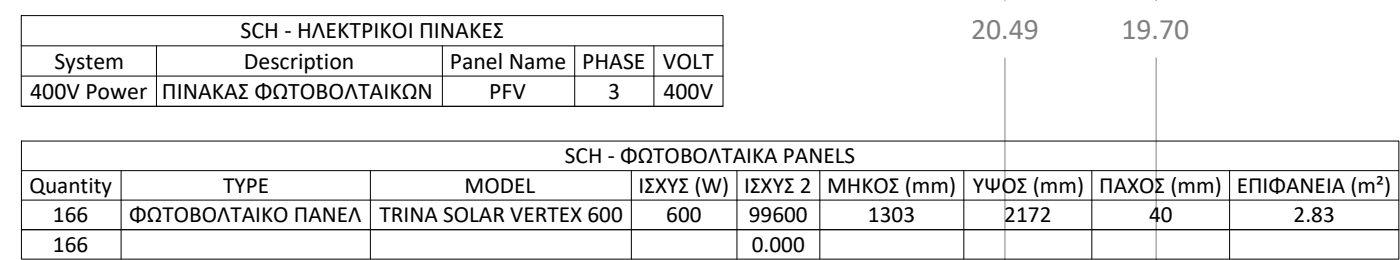 20.49 19.70
SCH - ΗΛΕΚΤΡΙΚΟΙ ΠΙΝΑΚΕΣ
System Description Panel Name PHASE VOLT
400V Power ΠΙΝΑΚΑΣ ΦΩΤΟΒΟΛΤΑΙΚΩΝ PFV 3 400V
SCH - ΦΩΤΟΒΟΛΤΑΙΚΑ PANELS
Quantity TYPE MODEL ΙΣΧΥΣ (W) ΙΣΧΥΣ 2 ΜΗΚΟΣ (mm) ΥΨΟΣ (mm) ΠΑΧΟΣ (mm) ΕΠΙΦΑΝΕΙΑ (m²)
166 ΦΩΤΟΒΟΛΤΑΙΚΟ ΠΑΝΕΛ TRINA SOLAR VERTEX 600 600 99600 1303 2172 40 2.83
166 0.000